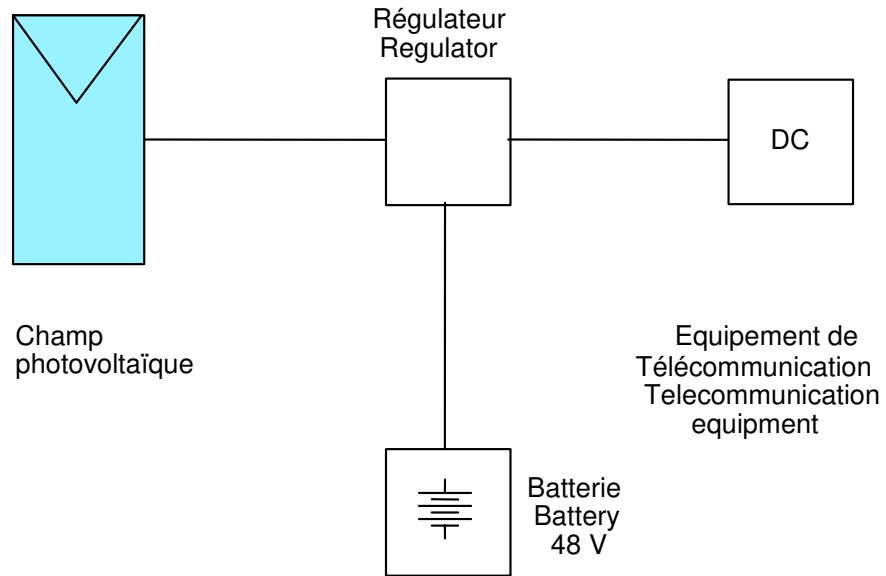 Régulateur
Regulator
DC
Champ
photovoltaïque
Equipement de
Télécommunication
Telecommunication
equipment
Batterie
Battery
48 V